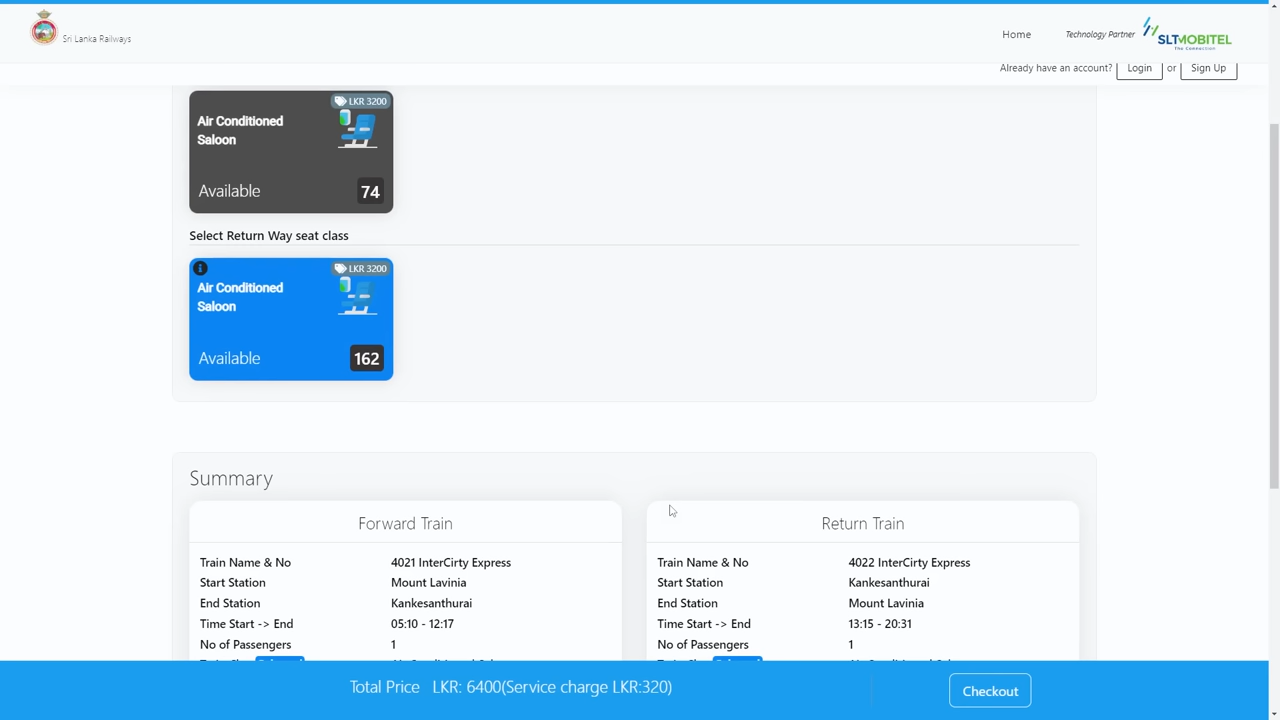 Sri Lanka Railways
Home
Technology Partner
SLTMOBITEL
The Connection
Already have an account? Login or Sign Up
LKR 3200
Air Conditioned
Saloon
Available 74
Select Return Way seat class
LKR 3200
Air Conditioned
Saloon
Available 162
Summary
Forward Train
Train Name & No 4021 InterCirty Express
Start Station Mount Lavinia
End Station Kankesanthurai
Time Start -> End 05:10 - 12:17
No of Passengers 1
Return Train
Train Name & No 4022 InterCirty Express
Start Station Kankesanthurai
End Station Mount Lavinia
Time Start -> End 13:15 - 20:31
No of Passengers 1
Total Price LKR: 6400(Service charge LKR:320)
Checkout